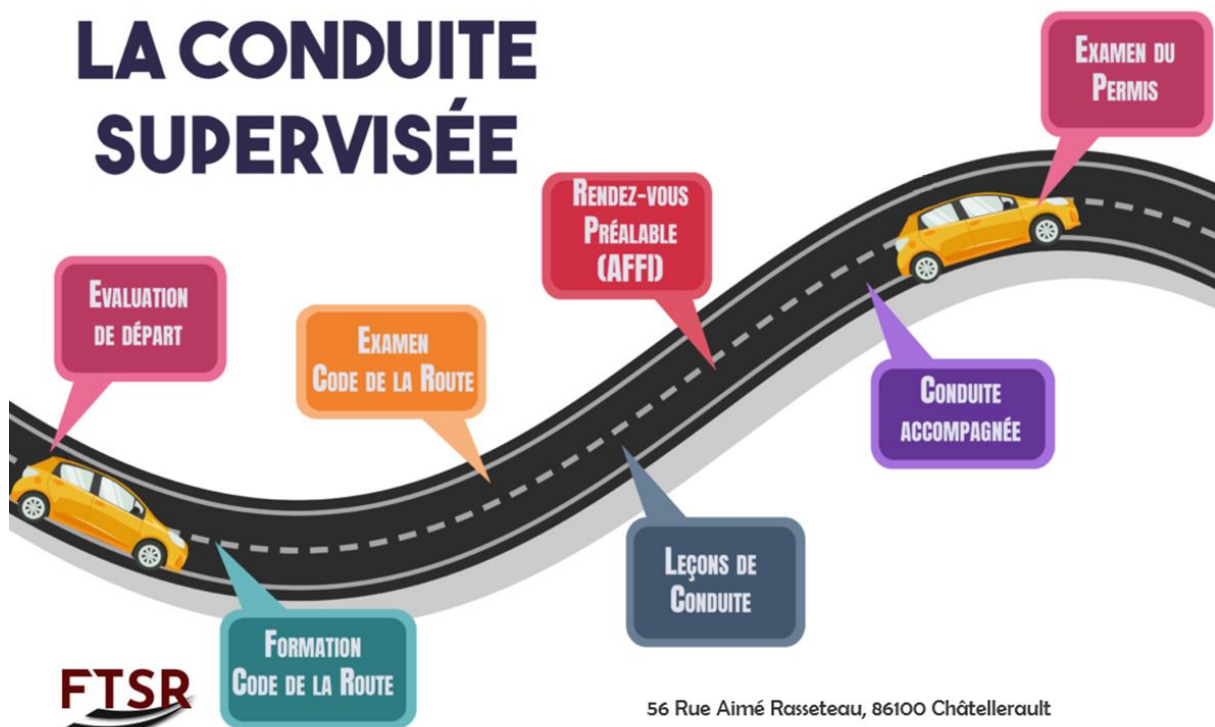 LA CONDUITE
SUPERVISÉE
EXAMEN DU
PERMIS
RENDEZ-VOUS
PRÉALABLE
(AFFI)
EVALUATION
DE DÉPART
EXAMEN
CODE DE LA ROUTE
CONDUITE
ACCOMPAGNÉE
LEÇONS DE
CONDUITE
FORMATION
CODE DE LA ROUTE
FTSR
56 Rue Aimé Rasseteau, 86100 Châtellerault